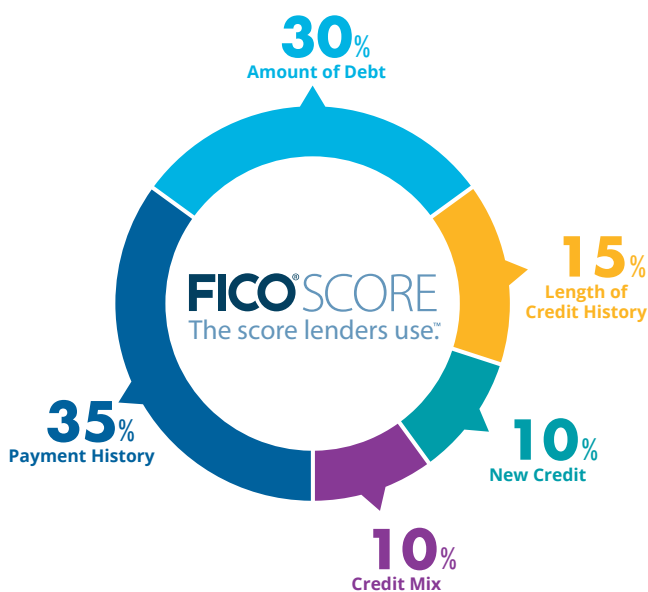 30%
Amount of Debt
15%
Length of
Credit History
FICO® SCORE
The score lenders use.™
35%
Payment History
10%
New Credit
10%
Credit Mix